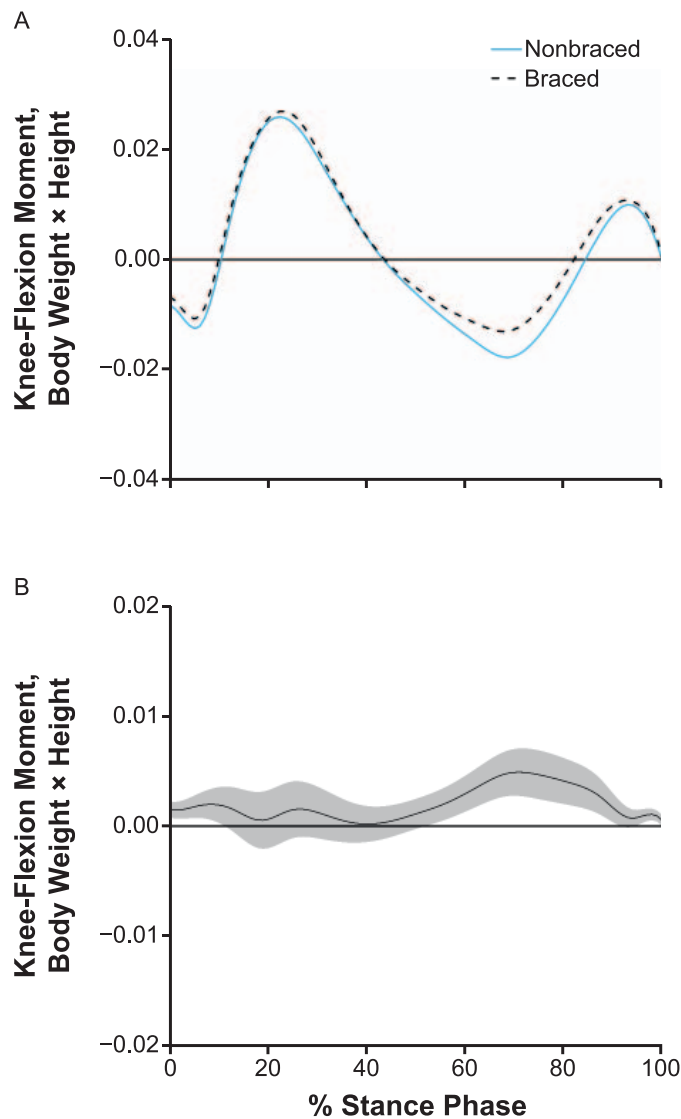 A
Knee-Flexion Moment,
Body Weight × Height
0.04
0.02
0.00
−0.02
−0.04
Nonbraced
Braced
B
Knee-Flexion Moment,
Body Weight × Height
0.02
0.01
0.00
−0.01
−0.02
0 20 40 60 80 100
% Stance Phase